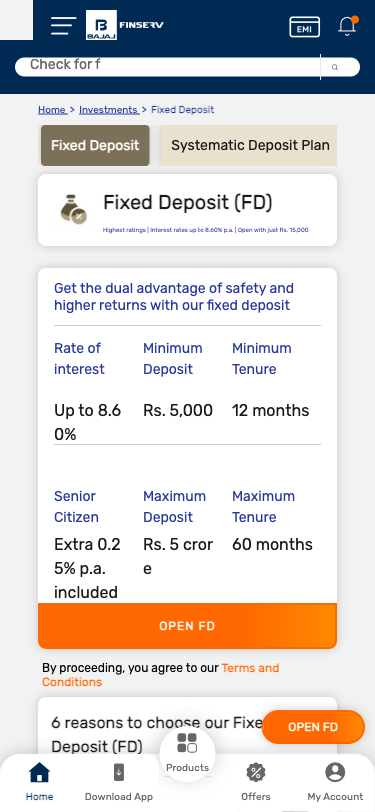 BAJAJ
FINSERV
EMI
Check for f
Home > Investments > Fixed Deposit
Fixed Deposit
Systematic Deposit Plan
Fixed Deposit (FD)
Highest ratings | Interest rates up to 8.60% p.a. | Open with just Rs. 15,000
Get the dual advantage of safety and
higher returns with our fixed deposit
Rate of
interest
Minimum
Deposit
Minimum
Tenure
Up to 8.6
0%
Rs. 5,000
12 months
Senior
Citizen
Maximum
Deposit
Maximum
Tenure
Extra 0.2
5% p.a.
included
Rs. 5 cror
e
60 months
OPEN FD
By proceeding, you agree to our Terms and
Conditions
6 reasons to choose our Fixe
Deposit (FD)
OPEN FD
Home
Download App
Products
Offers
My Account